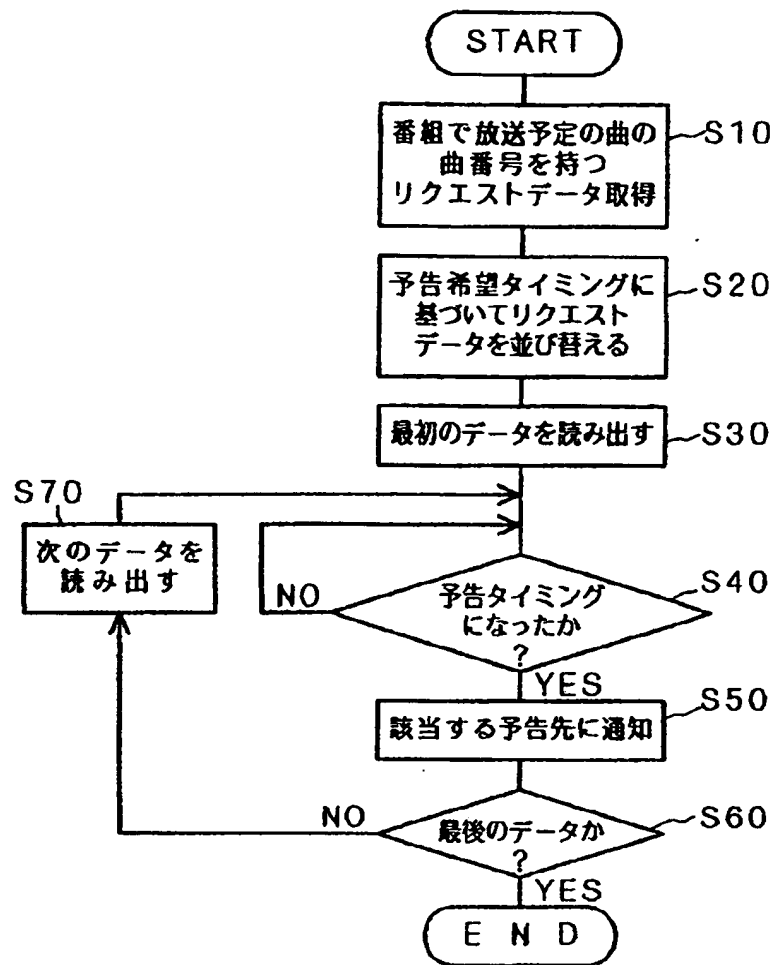 START
番組で放送予定の曲の
曲番号を持つ
リクエストデータ取得
S10
予告希望タイミングに
基づいてリクエスト
データを並び替える
S20
最初のデータを読み出す
S30
S70
次のデータを
読み出す
NO
予告タイミング
になったか
?
S40
YES
該当する予告先に通知
S50
NO
最後のデータか
?
S60
YES
END